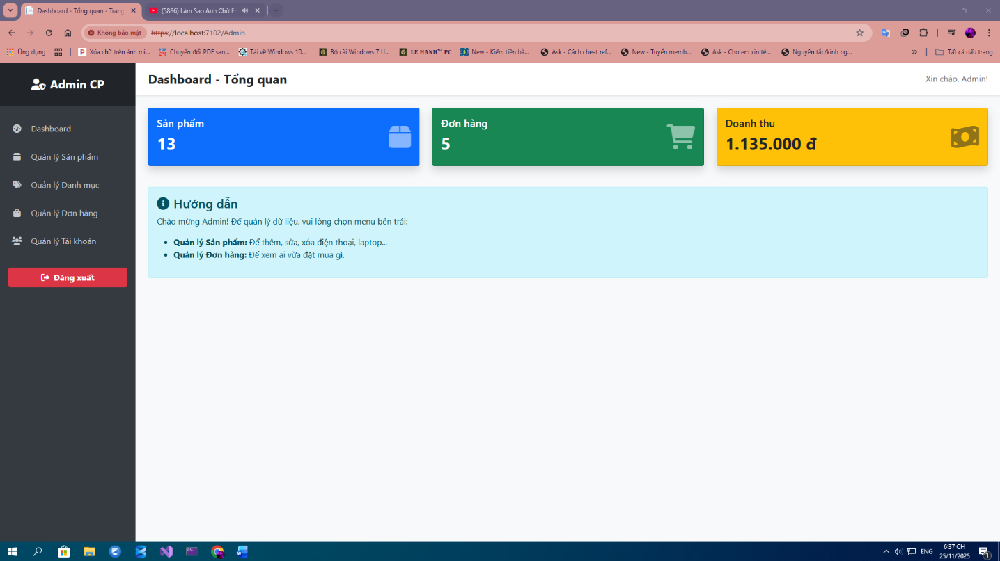 Dashboard - Tổng quan - Trang
(5886) Làm Sao Anh Chờ Em
Không bảo mật https://localhost:7102/Admin
Ứng dụng Xóa chữ trên ảnh mi... Chuyển đổi PDF san... Tải về Windows 10... Bộ cài Windows 7 U... LE HANH™ PC New - Kiếm tiền bả... Ask - Cách cheat ref... New - Tuyển memb... Ask - Cho em xin tê... Nguyên tắc/kinh ng... » Tất cả dấu trang
Admin CP
Dashboard - Tổng quan
Xin chào, Admin!
Dashboard
Quản lý Sản phẩm
Quản lý Danh mục
Quản lý Đơn hàng
Quản lý Tài khoản
Đăng xuất
Sản phẩm
13
Đơn hàng
5
Doanh thu
1.135.000 đ
Hướng dẫn
Chào mừng Admin! Để quản lý dữ liệu, vui lòng chọn menu bên trái:
• Quản lý Sản phẩm: Để thêm, sửa, xóa điện thoại, laptop...
• Quản lý Đơn hàng: Để xem ai vừa đặt mua gì.
ENG
6:37 CH
25/11/2025
1